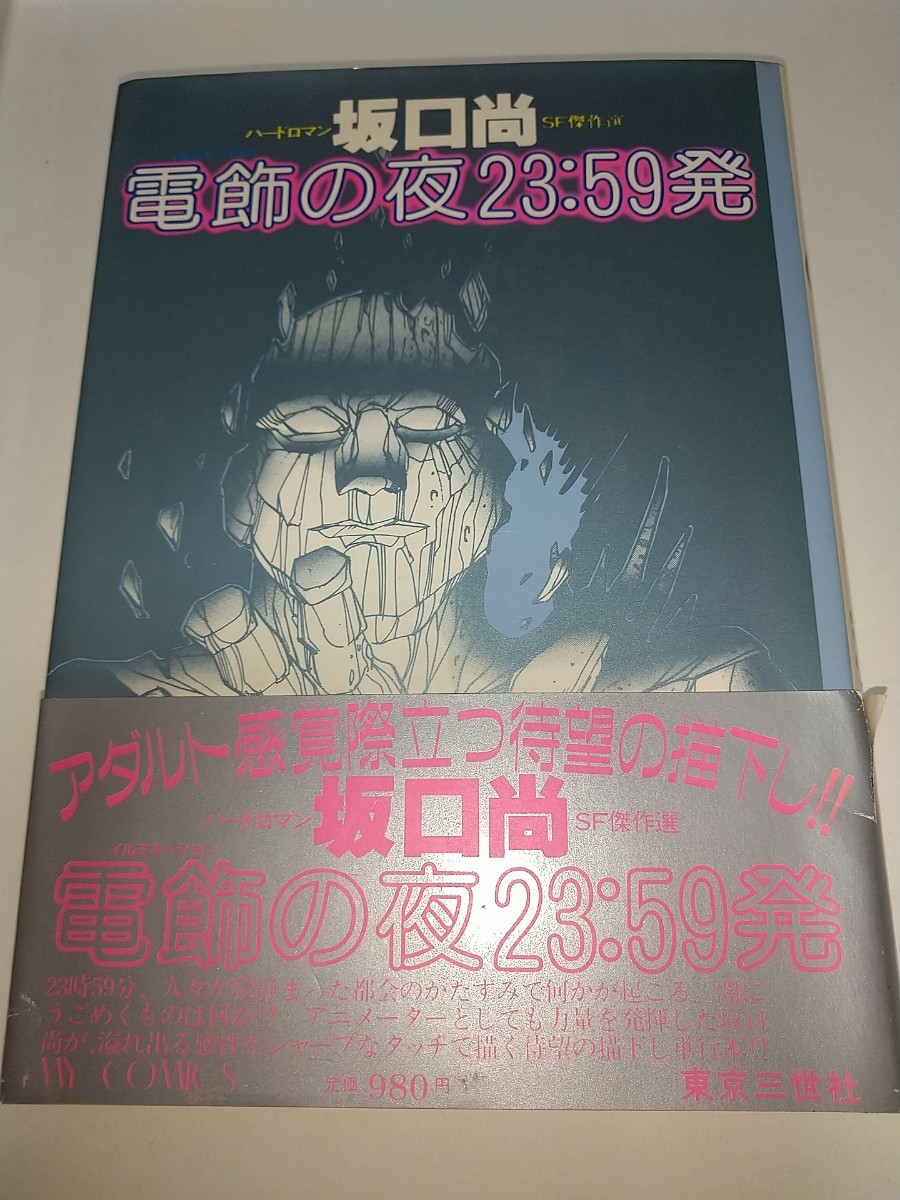 ハードロマン 坂口尚 SF傑作選
電飾の夜23:59発
アダルト感覚際立つ待望の描下し!!
ハードロマン 坂口尚 SF傑作選
イルミネーション
電飾の夜23:59発
23時59分、人々が寝静まった都会のかたすみで何かが起こる。闇に
うごめくものは何か!? アニメーターとしても力量を発揮した坂口
尚が、溢れ出る感性をシャープなタッチで描く待望の描下し単行本!!
MY COMICS 定価 980円 東京三世社